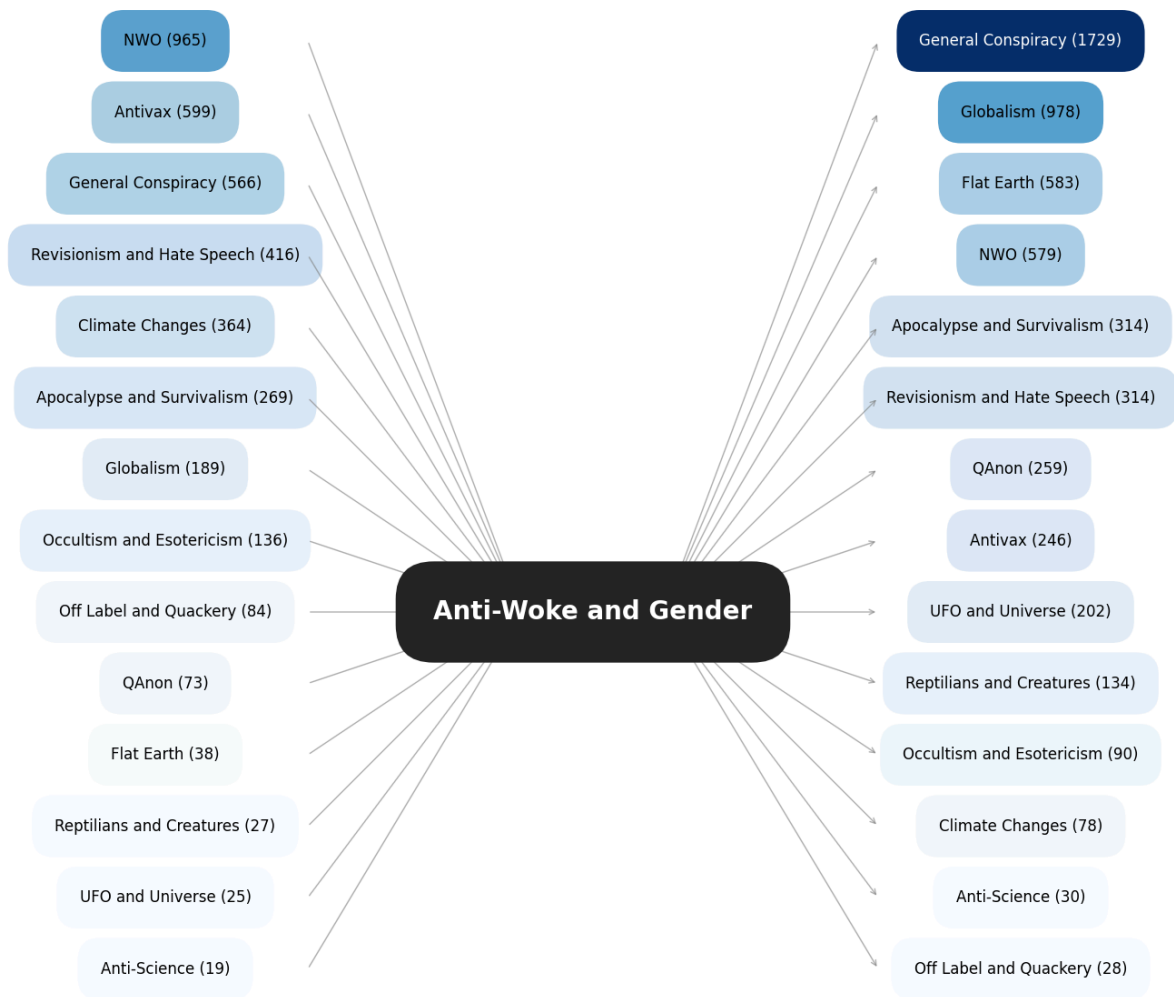 NWO (965)
Antivax (599)
General Conspiracy (566)
Revisionism and Hate Speech (416)
Climate Changes (364)
Apocalypse and Survivalism (269)
Globalism (189)
Occultism and Esotericism (136)
Off Label and Quackery (84)
QAnon (73)
Flat Earth (38)
Reptilians and Creatures (27)
UFO and Universe (25)
Anti-Science (19)
Anti-Woke and Gender
General Conspiracy (1729)
Globalism (978)
Flat Earth (583)
NWO (579)
Apocalypse and Survivalism (314)
Revisionism and Hate Speech (314)
QAnon (259)
Antivax (246)
UFO and Universe (202)
Reptilians and Creatures (134)
Occultism and Esotericism (90)
Climate Changes (78)
Anti-Science (30)
Off Label and Quackery (28)